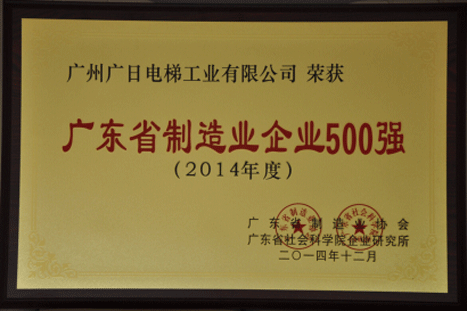 广州广日电梯工业有限公司 荣获
广东省制造业企业500强
(2014年度)
广东省制造业协会
广东省社会科学院企业研究所
二〇一四年十二月